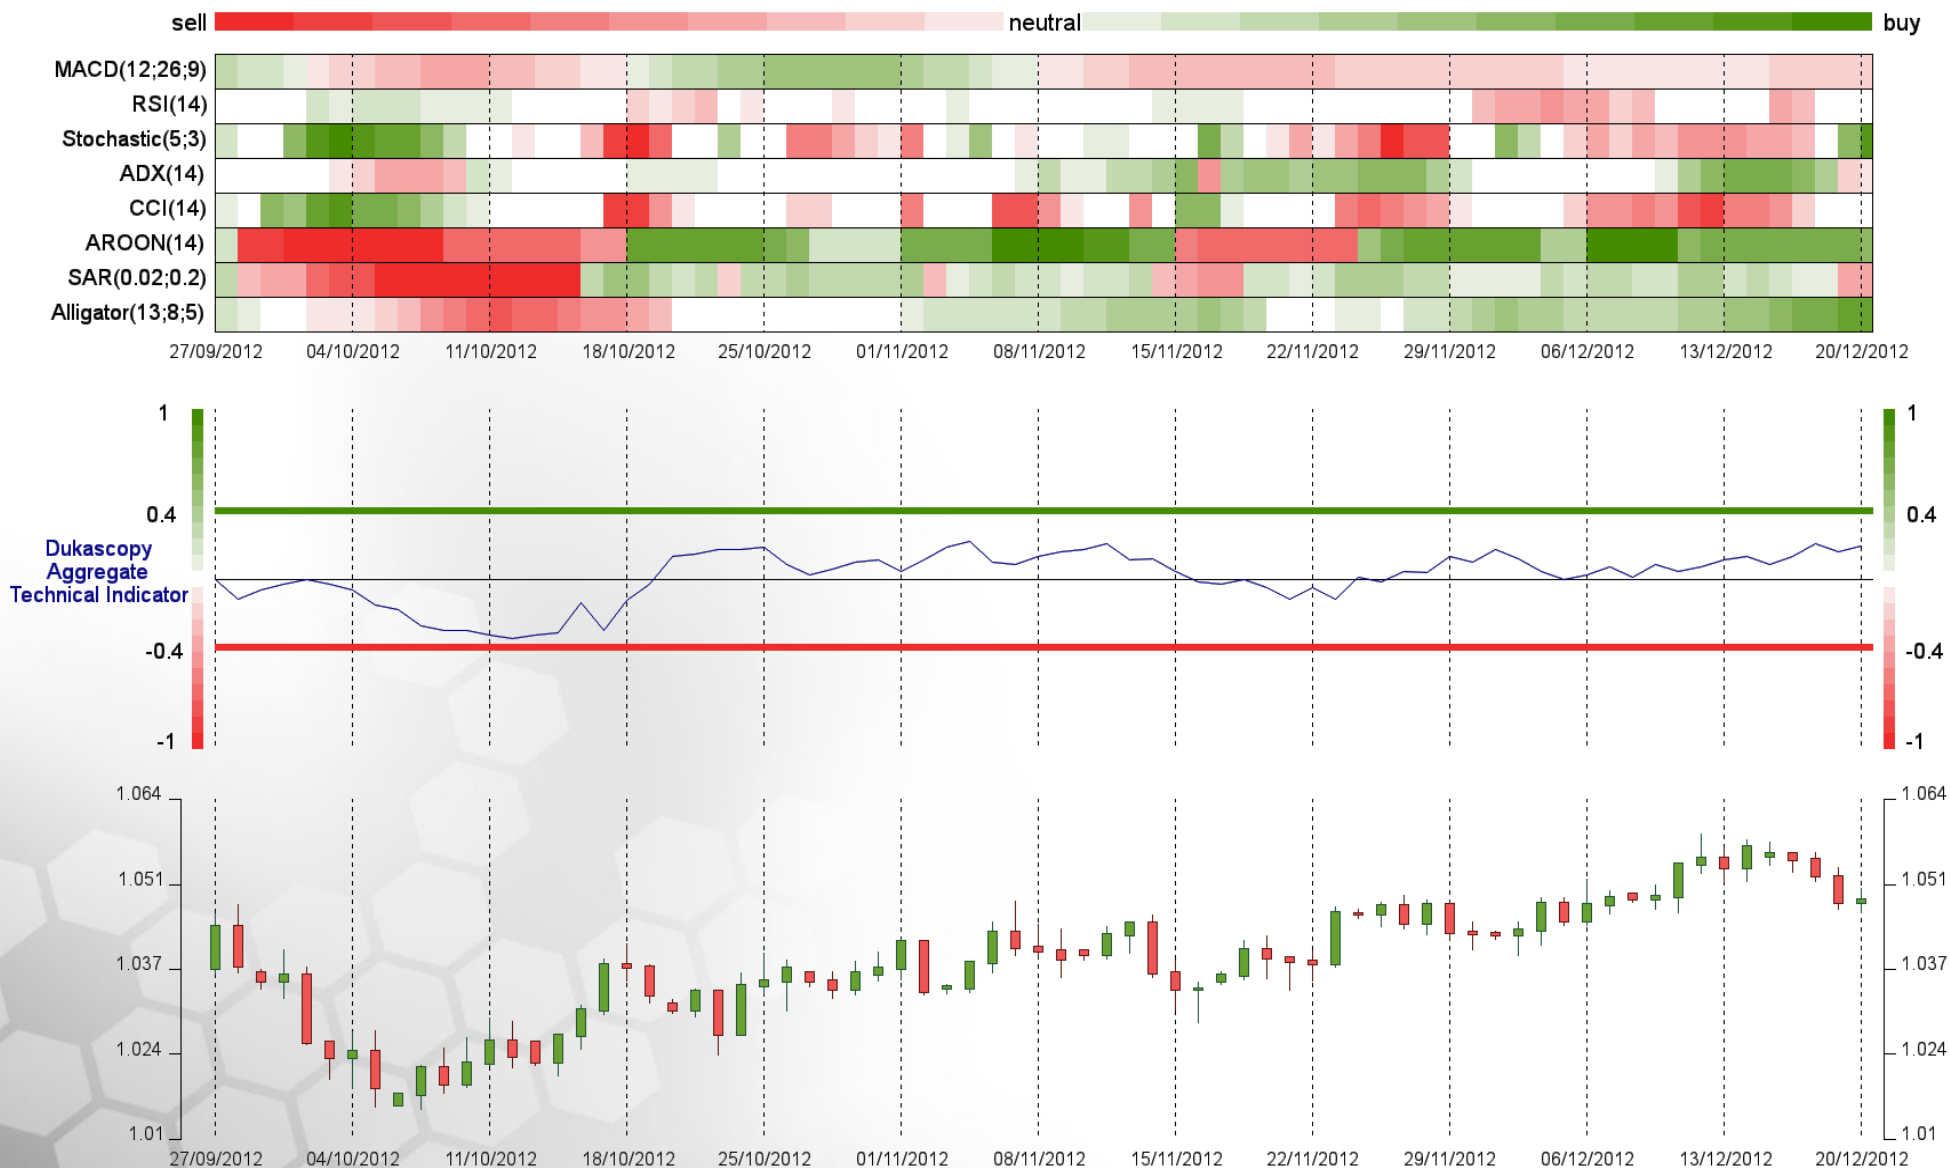 sell neutral buy
MACD(12;26;9)
RSI(14)
Stochastic(5;3)
ADX(14)
CCI(14)
AROON(14)
SAR(0.02;0.2)
Alligator(13;8;5)
27/09/2012 04/10/2012 11/10/2012 18/10/2012 25/10/2012 01/11/2012 08/11/2012 15/11/2012 22/11/2012 29/11/2012 06/12/2012 13/12/2012 20/12/2012
1 1
0.4 0.4
Dukascopy
Aggregate
Technical Indicator
-0.4 -0.4
-1 -1
1.064 1.064
1.051 1.051
1.037 1.037
1.024 1.024
1.01 1.01
27/09/2012 04/10/2012 11/10/2012 18/10/2012 25/10/2012 01/11/2012 08/11/2012 15/11/2012 22/11/2012 29/11/2012 06/12/2012 13/12/2012 20/12/2012